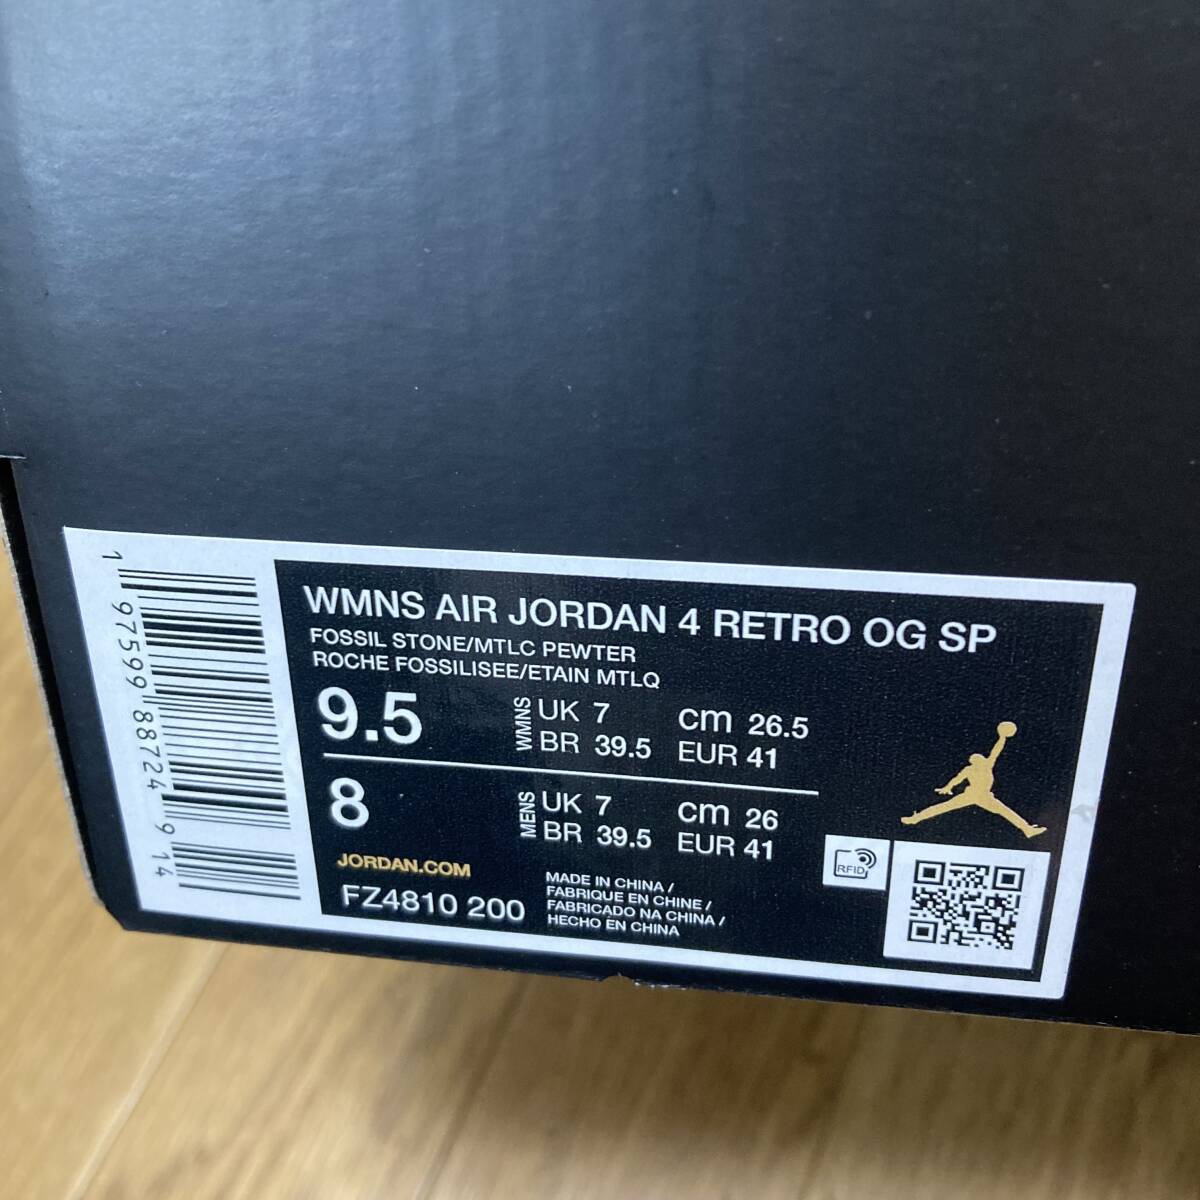 WMNS AIR JORDAN 4 RETRO OG SP
FOSSIL STONE/MTLC PEWTER
ROCHE FOSSILISEE/ETAIN MTLQ
9.5
WMNS
UK 7
cm 26.5
BR 39.5
EUR 41
8
MENS
UK 7
cm 26
BR 39.5
EUR 41
JORDAN.COM
FZ4810 200
MADE IN CHINA /
FABRIQUE EN CHINE /
FABRICADO NA CHINA /
HECHO EN CHINA
RFID
1 97599 88724 9 14